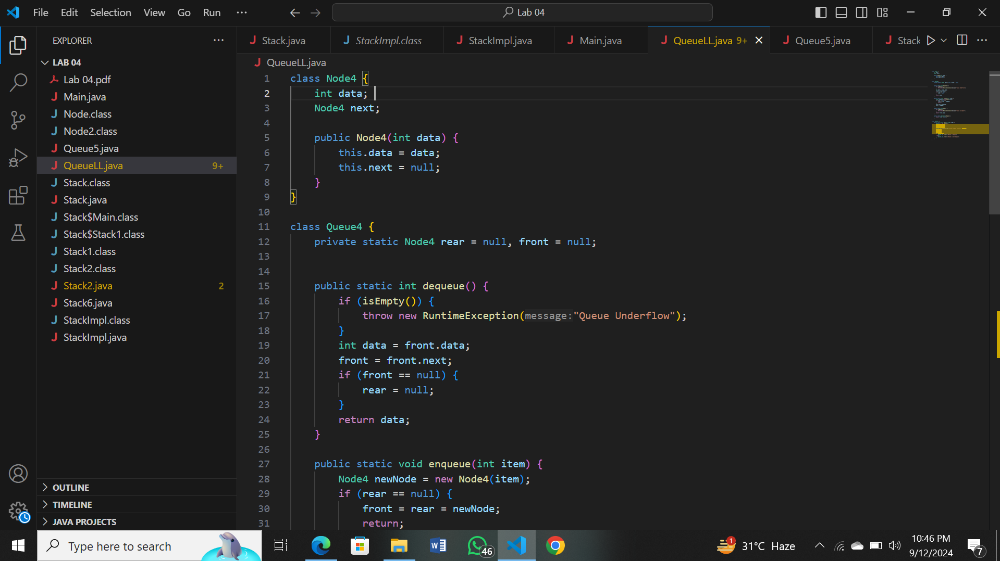 File Edit Selection View Go Run ··· Lab 04
EXPLORER ···
LAB 04
Lab 04.pdf
Main.java
Node.class
Node2.class
Queue5.java
QueueLL.java 9+
Stack.class
Stack.java
Stack$Main.class
Stack$Stack1.class
Stack1.class
Stack2.class
Stack2.java 2
Stack6.java
StackImpl.class
StackImpl.java
OUTLINE
TIMELINE
JAVA PROJECTS
Stack.java StackImpl.class StackImpl.java Main.java QueueLL.java 9+ Queue5.java Stack
QueueLL.java
1 class Node4 {
2 int data;
3 Node4 next;
4
5 public Node4(int data) {
6 this.data = data;
7 this.next = null;
8 }
9 }
10
11 class Queue4 {
12 private static Node4 rear = null, front = null;
13
14
15 public static int dequeue() {
16 if (isEmpty()) {
17 throw new RuntimeException(message:"Queue Underflow");
18 }
19 int data = front.data;
20 front = front.next;
21 if (front == null) {
22 rear = null;
23 }
24 return data;
25 }
26
27 public static void enqueue(int item) {
28 Node4 newNode = new Node4(item);
29 if (rear == null) {
30 front = rear = newNode;
31 return;
Type here to search
46
1
31°C Haze
10:46 PM
9/12/2024
7